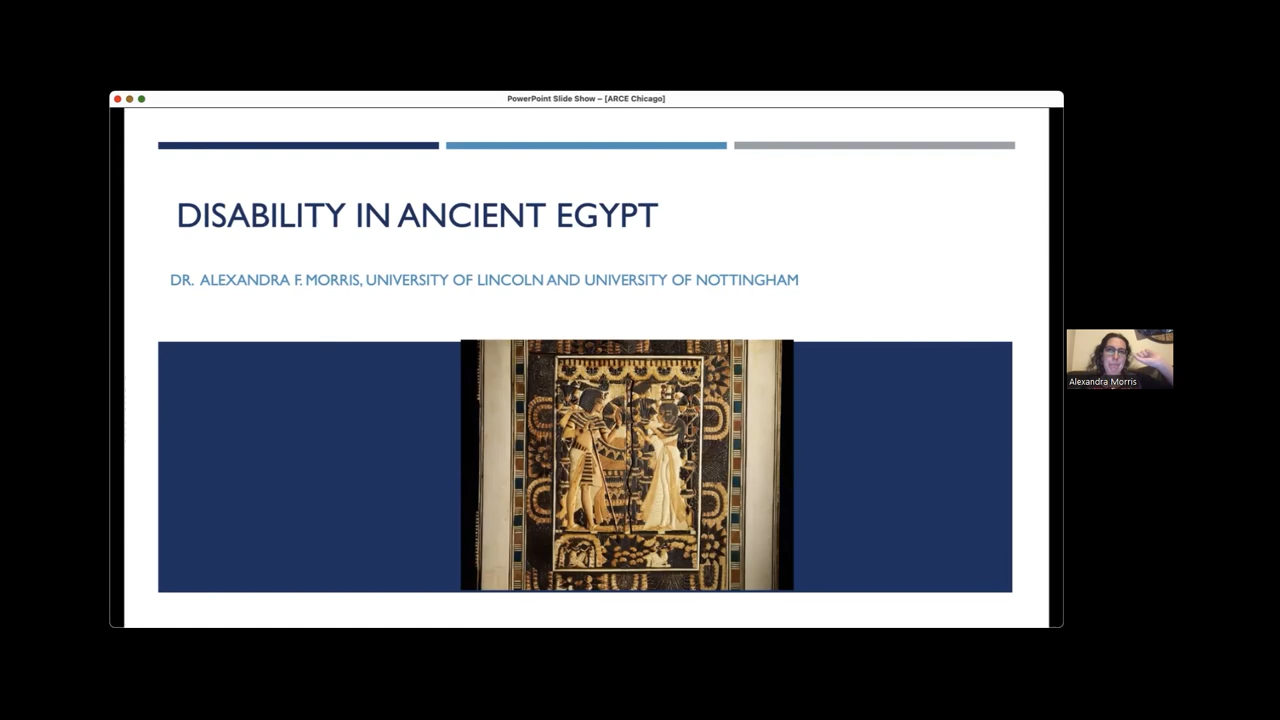 PowerPoint Slide Show – [ARCE Chicago]
DISABILITY IN ANCIENT EGYPT
DR. ALEXANDRA F. MORRIS, UNIVERSITY OF LINCOLN AND UNIVERSITY OF NOTTINGHAM
Alexandra Morris